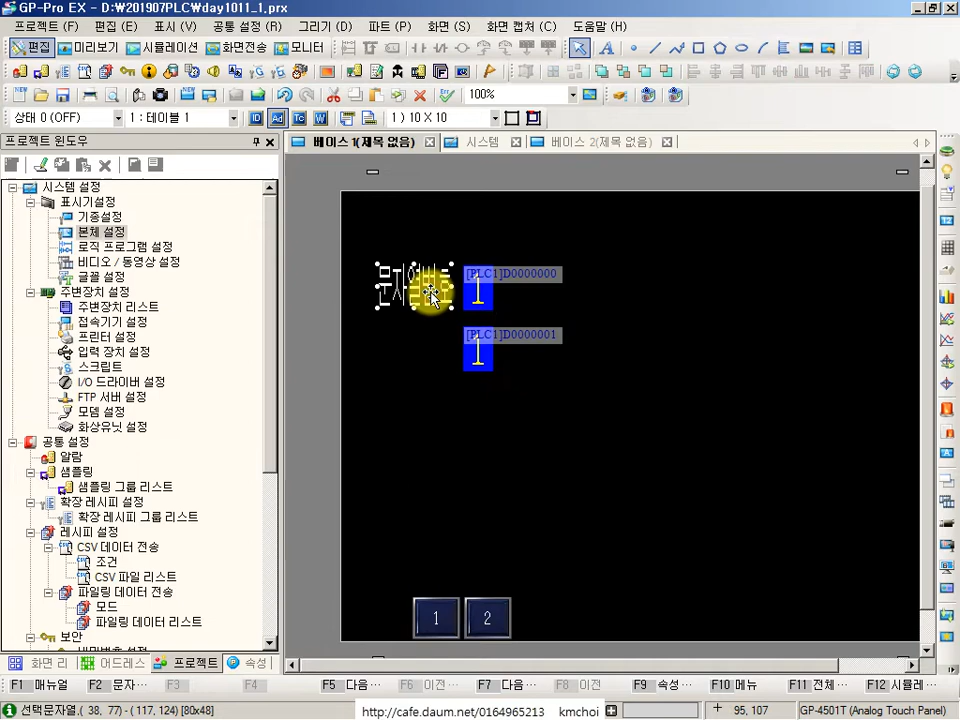 GP-Pro EX - D:\201907PLC\day1011_1.prx
프로젝트 (F) 편집 (E) 표시 (V) 공통 설정 (R) 그리기 (D) 파트 (P) 화면 (S) 화면 캡처 (C) 도움말 (H)
편집 미리보기 시뮬레이션 화면전송 모니터
100%
상태 0 (OFF) 1 : 테이블 1 ID Ad Tc W 1 ) 10 X 10
프로젝트 윈도우
베이스 1(제목 없음) 시스템 베이스 2(제목 없음)
시스템 설정
표시기설정
기종설정
본체 설정
로직 프로그램 설정
비디오 / 동영상 설정
글꼴 설정
주변장치 설정
주변장치 리스트
접속기기 설정
프린터 설정
입력 장치 설정
스크립트
I/O 드라이버 설정
FTP 서버 설정
모뎀 설정
화상유닛 설정
공통 설정
알람
샘플링
샘플링 그룹 리스트
확장 레시피 설정
확장 레시피 그룹 리스트
레시피 설정
CSV 데이터 전송
조건
CSV 파일 리스트
파일링 데이터 전송
모드
파일링 데이터 리스트
보안
문자열번호
[PLC1]D0000000
1
[PLC1]D0000001
1
1 2
화면 리 어드레스 프로젝트 속성
F1 매뉴얼 F2 문자… F3 F4 F5 다음… F6 이전… F7 다음… F8 이전 F9 속성… F10 메뉴 F11 전체… F12 시뮬레…
선택문자열,( 38, 77) - ( 117, 124) [80x48] http://cafe.daum.net/0164965213 kmchoi 95, 107 GP-4501T (Analog Touch Panel)